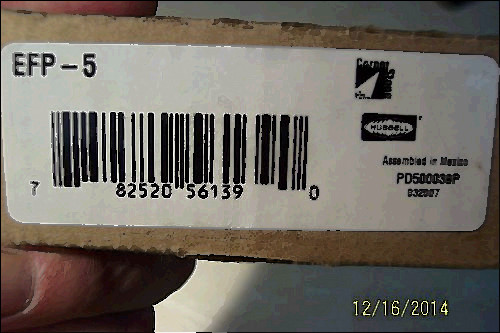 EFP-5
7 82520 56139 0
HUBBELL
Assembled in Mexico
PD500038P
12/16/2014